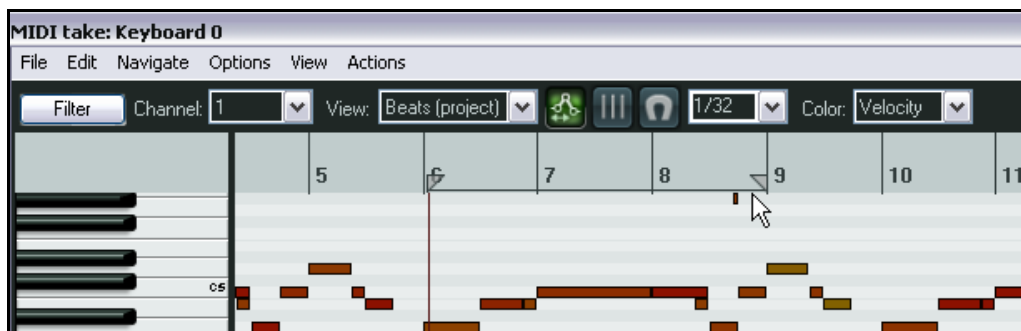 MIDI take: Keyboard 0
File Edit Navigate Options View Actions
Filter Channel: 1 View: Beats (project) 1/32 Color: Velocity
5 6 7 8 9 10 11
C5